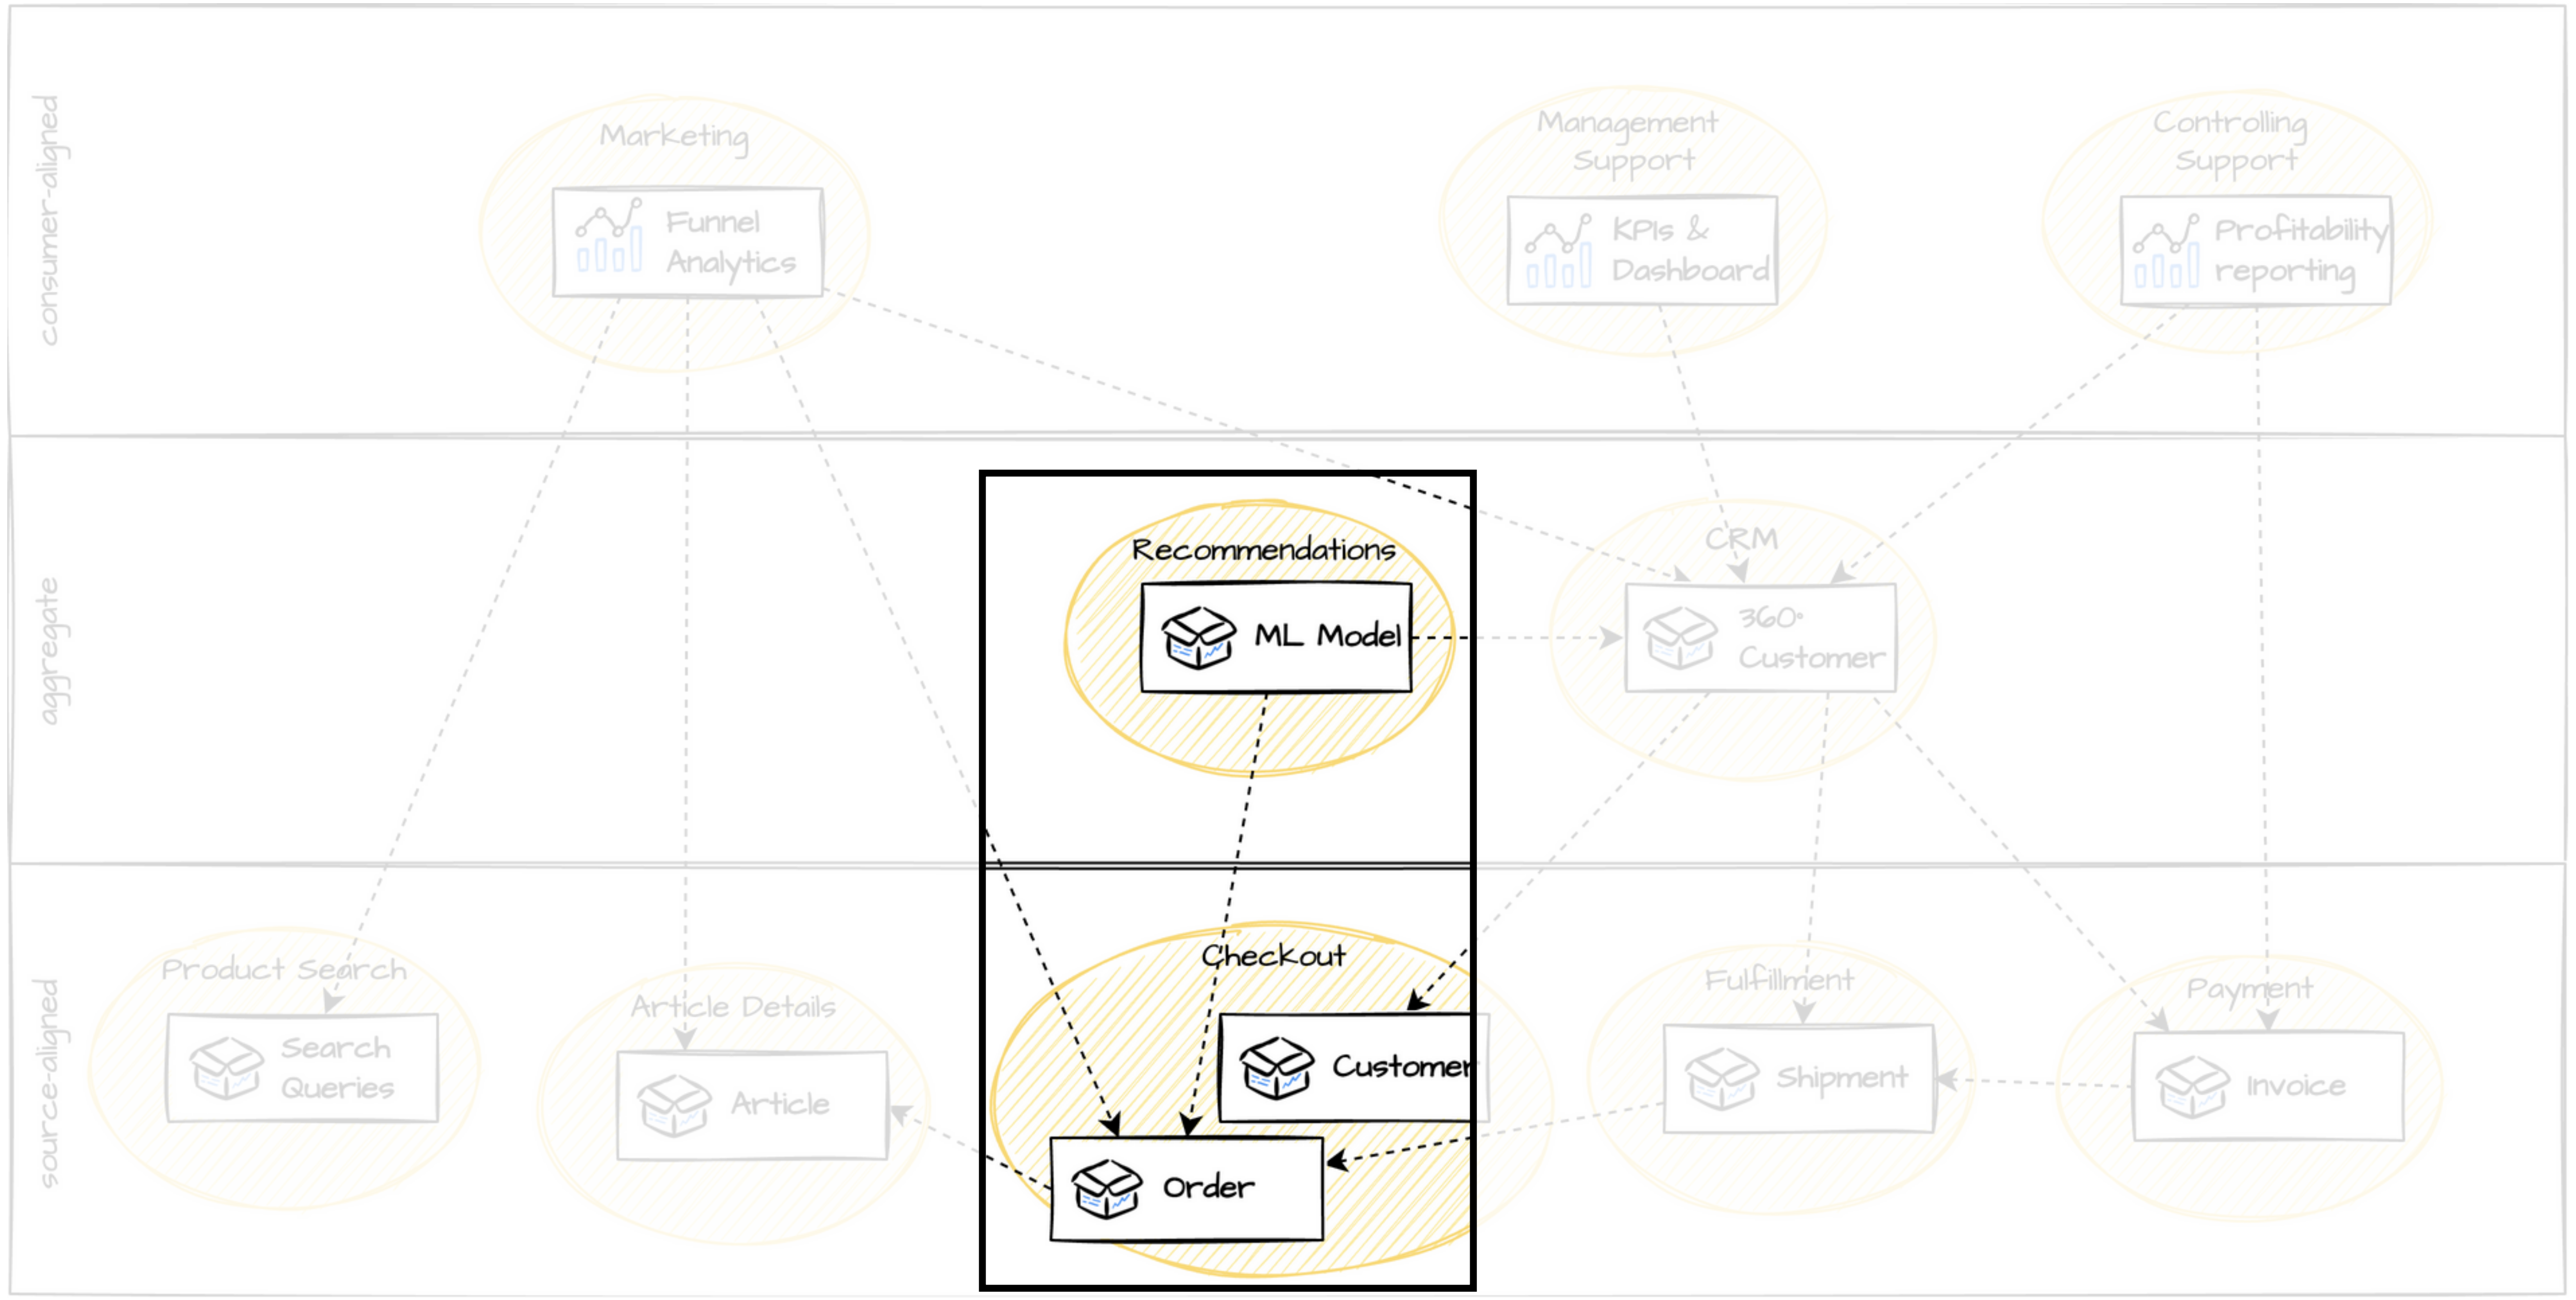 consumer-aligned
Marketing
Funnel
Analytics
Management
Support
KPIs &
Dashboard
Controlling
Support
Profitability
reporting
aggregate
Recommendations
ML Model
CRM
360°
Customer
source-aligned
Product Search
Search
Queries
Article Details
Article
Checkout
Customer
Order
Fulfillment
Shipment
Payment
Invoice